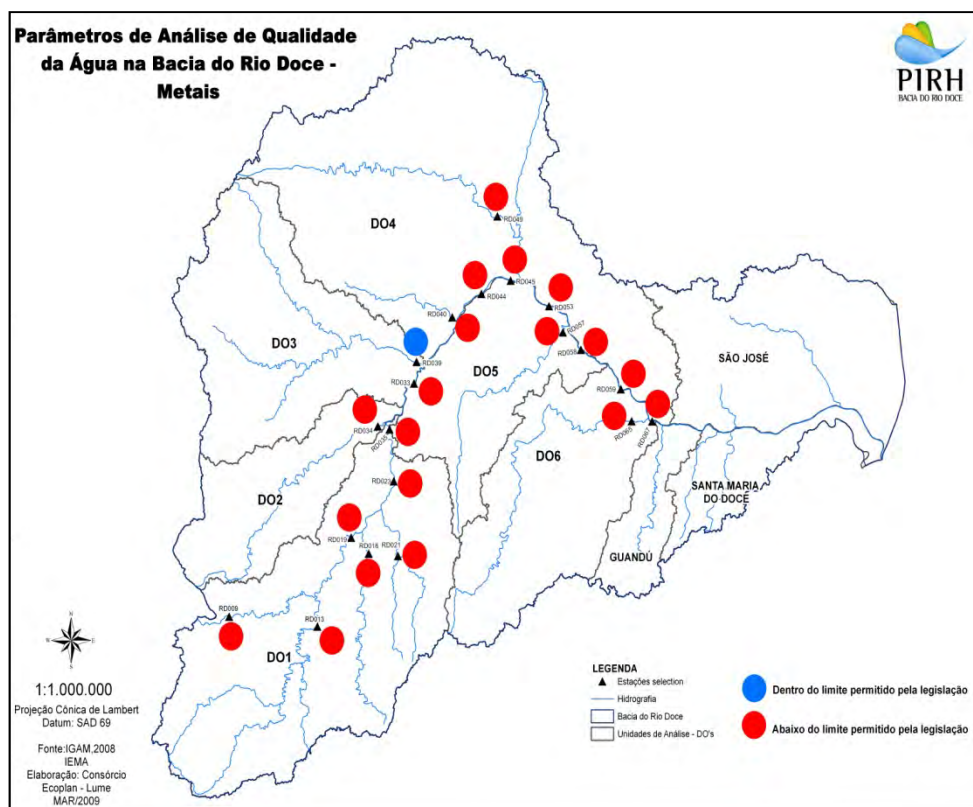 Parâmetros de Análise de Qualidade
da Água na Bacia do Rio Doce -
Metais
PIRH
BACIA DO RIO DOCE
DO4
RD049
RD045
RD044
RD053
RD040
RD057
DO3
RD039
RD058
SÃO JOSÉ
DO5
RD033
RD059
RD034
RD035
RD065
RD067
DO6
DO2
RD023
SANTA MARIA
DO DOCÉ
RD019
RD018
RD021
GUANDÚ
RD009
RD013
DO1
N
S
1:1.000.000
Projeção Cônica de Lambert
Datum: SAD 69
Fonte:IGAM,2008
IEMA
Elaboração: Consórcio
Ecoplan - Lume
MAR/2009
LEGENDA
Estações selection
Hidrografia
Bacia do Rio Doce
Unidades de Análise - DO's
Dentro do limite permitido pela legislação
Abaixo do limite permitido pela legislação